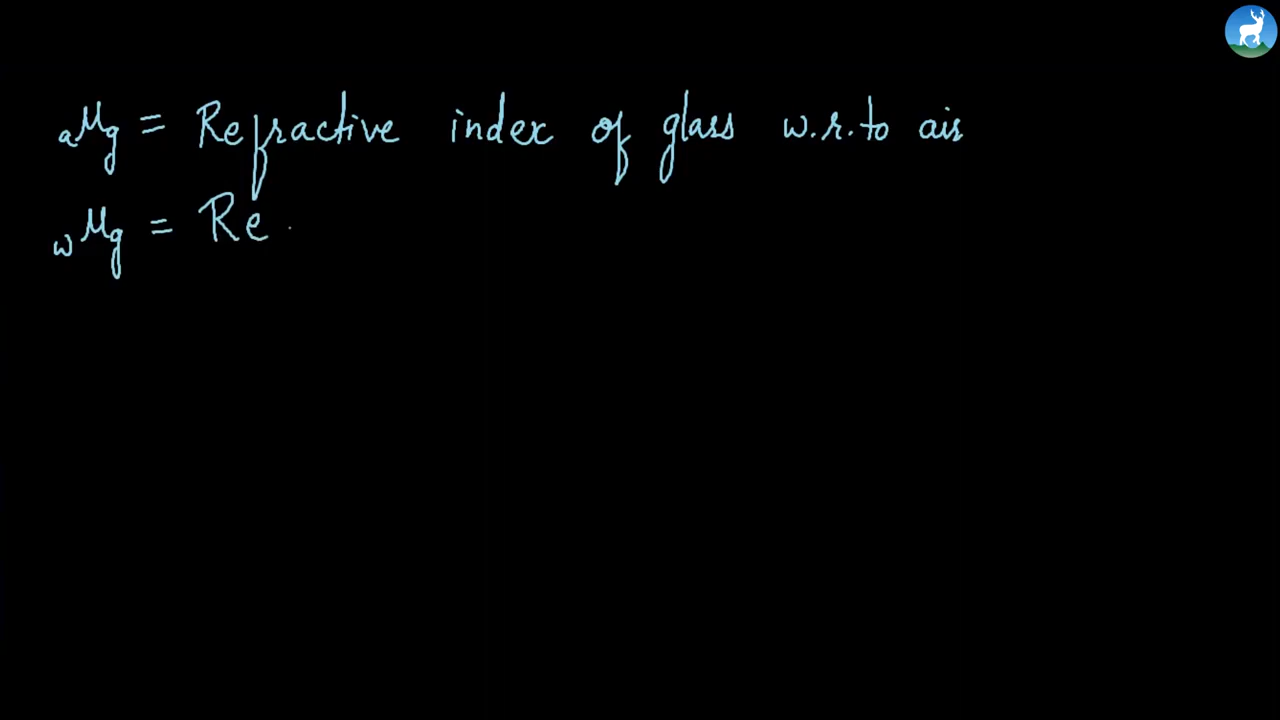 aμg = Refractive index of glass w.r.to air
wμg = Re